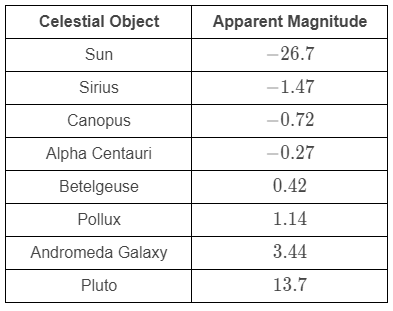 Celestial Object Apparent Magnitude
Sun −26.7
Sirius −1.47
Canopus −0.72
Alpha Centauri −0.27
Betelgeuse 0.42
Pollux 1.14
Andromeda Galaxy 3.44
Pluto 13.7